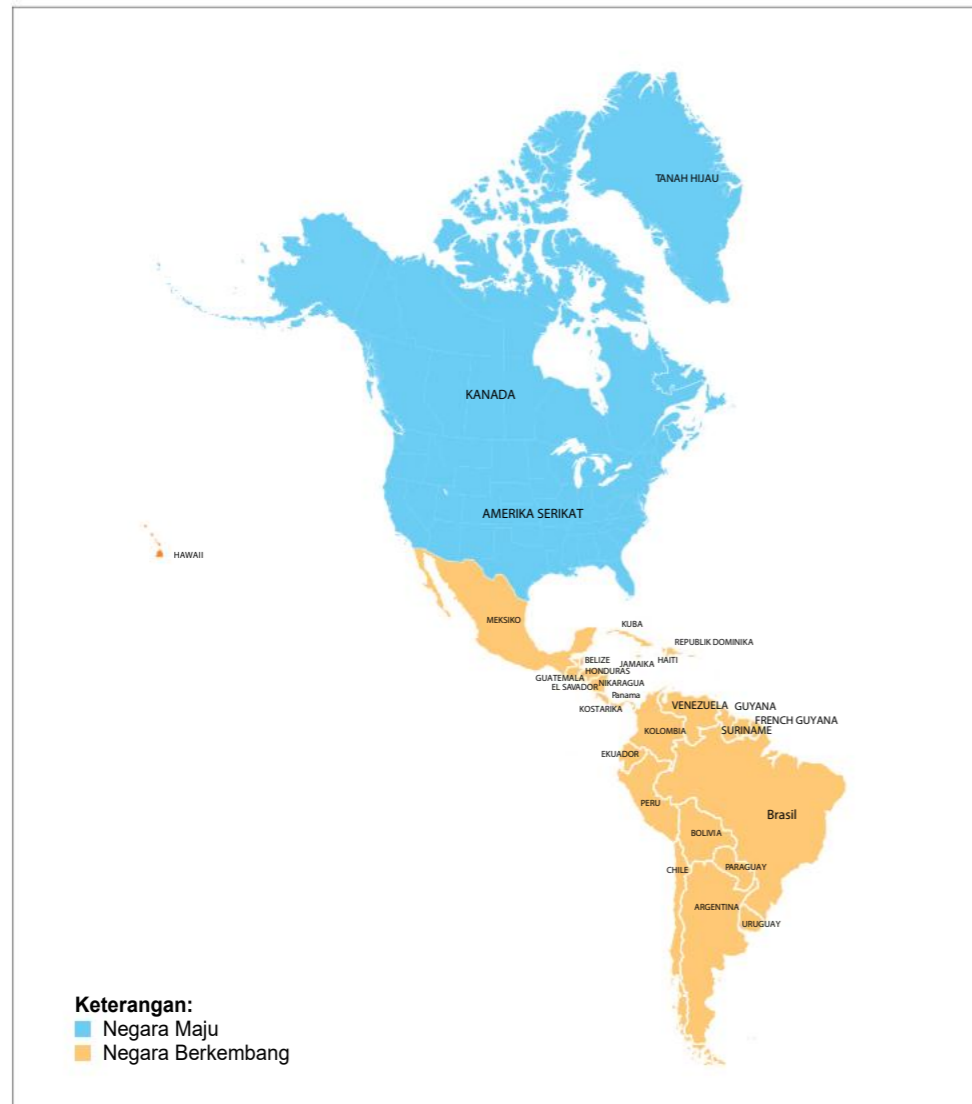 TANAH HIJAU
KANADA
AMERIKA SERIKAT
HAWAII
MEKSIKO
KUBA
REPUBLIK DOMINIKA
BELIZE
JAMAIKA
HAITI
HONDURAS
GUATEMALA
NIKARAGUA
EL SAVADOR
Panama
KOSTARIKA
VENEZUELA
GUYANA
FRENCH GUYANA
SURINAME
KOLOMBIA
EKUADOR
PERU
Brasil
BOLIVIA
CHILE
PARAGUAY
ARGENTINA
URUGUAY
Keterangan:
Negara Maju
Negara Berkembang